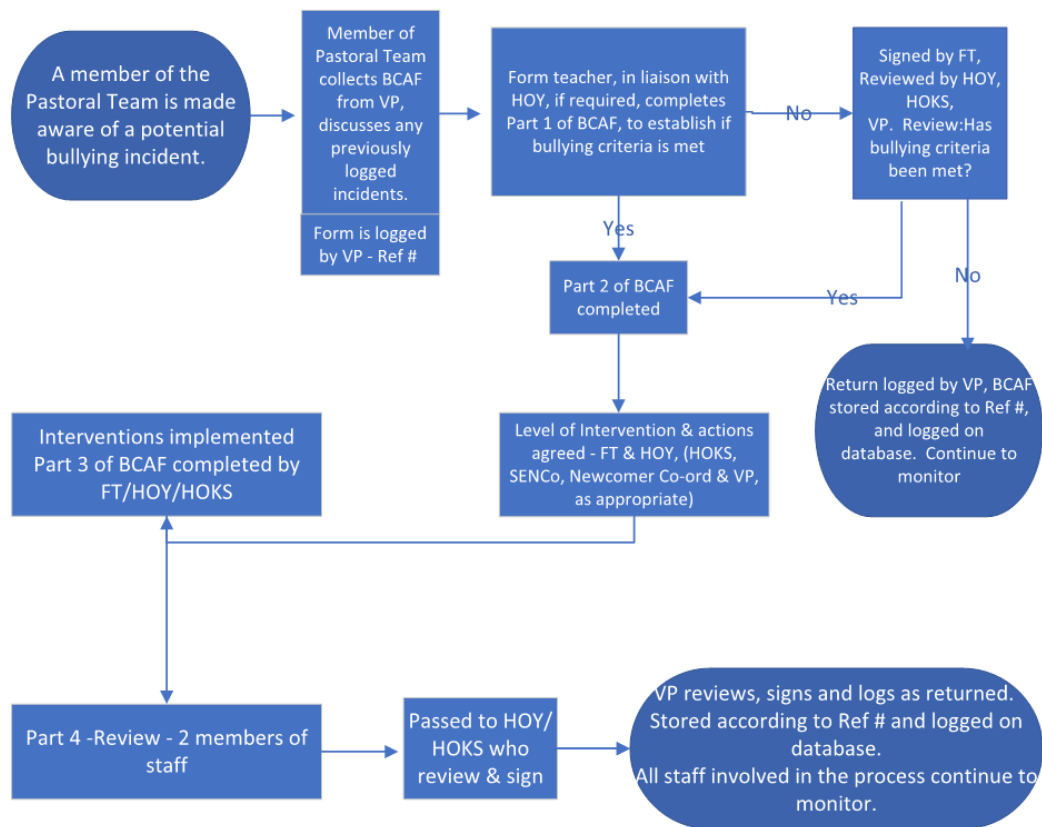 A member of the
Pastoral Team is made
aware of a potential
bullying incident.
Member of
Pastoral Team
collects BCAF
from VP,
discusses any
previously
logged
incidents.
Form is logged
by VP - Ref #
Form teacher, in liaison with
HOY, if required, completes
Part 1 of BCAF, to establish if
bullying criteria is met
No
Signed by FT,
Reviewed by HOY,
HOKS,
VP.  Review:Has
bullying criteria
been met?
Yes
Part 2 of BCAF
completed
Yes
No
Return logged by VP, BCAF
stored according to Ref #,
and logged on
database.  Continue to
monitor
Level of Intervention & actions
agreed - FT & HOY, (HOKS,
SENCo, Newcomer Co-ord & VP,
as appropriate)
Interventions implemented
Part 3 of BCAF completed by
FT/HOY/HOKS
Part 4 -Review - 2 members of
staff
Passed to HOY/
HOKS who
review & sign
VP reviews, signs and logs as returned.
Stored according to Ref # and logged on
database.
All staff involved in the process continue to
monitor.